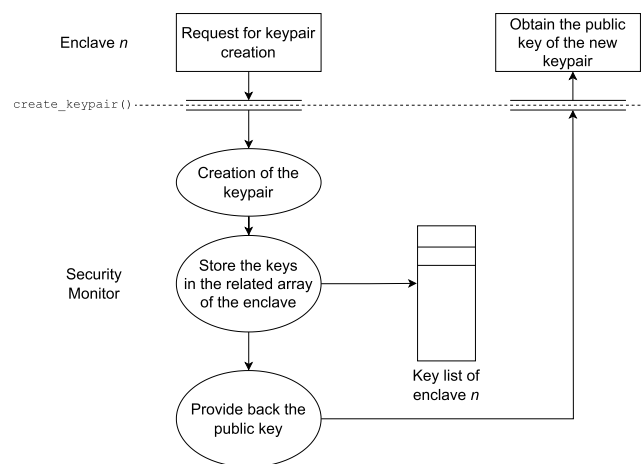 Enclave n
Request for keypair
creation
Obtain the public
key of the new
keypair
create_keypair()
Creation of the
keypair
Security
Monitor
Store the keys
in the related array
of the enclave
Key list of
enclave n
Provide back the
public key